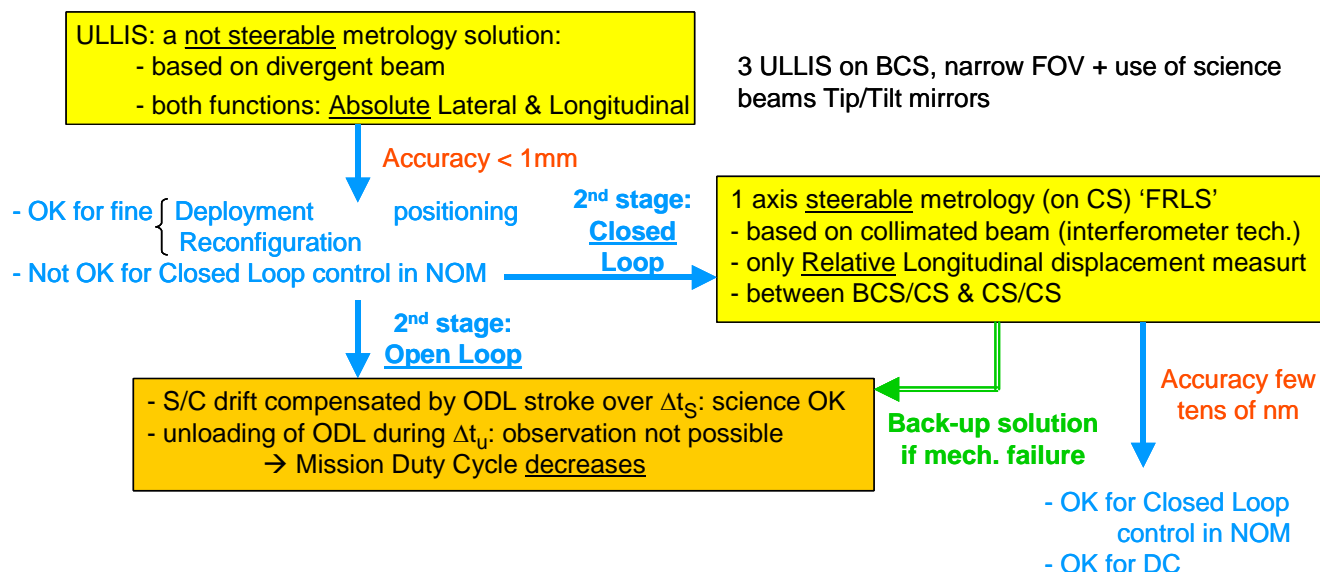 ULLIS: a not steerable metrology solution:
- based on divergent beam
- both functions: Absolute Lateral & Longitudinal
3 ULLIS on BCS, narrow FOV + use of science
beams Tip/Tilt mirrors
Accuracy < 1mm
- OK for fine { Deployment positioning
Reconfiguration
- Not OK for Closed Loop control in NOM
2nd stage:
Closed
Loop
1 axis steerable metrology (on CS) ‘FRLS’
- based on collimated beam (interferometer tech.)
- only Relative Longitudinal displacement measurt
- between BCS/CS & CS/CS
2nd stage:
Open Loop
- S/C drift compensated by ODL stroke over ΔtS: science OK
- unloading of ODL during Δtu: observation not possible
→ Mission Duty Cycle decreases
Back-up solution
if mech. failure
Accuracy few
tens of nm
- OK for Closed Loop
control in NOM
- OK for DC